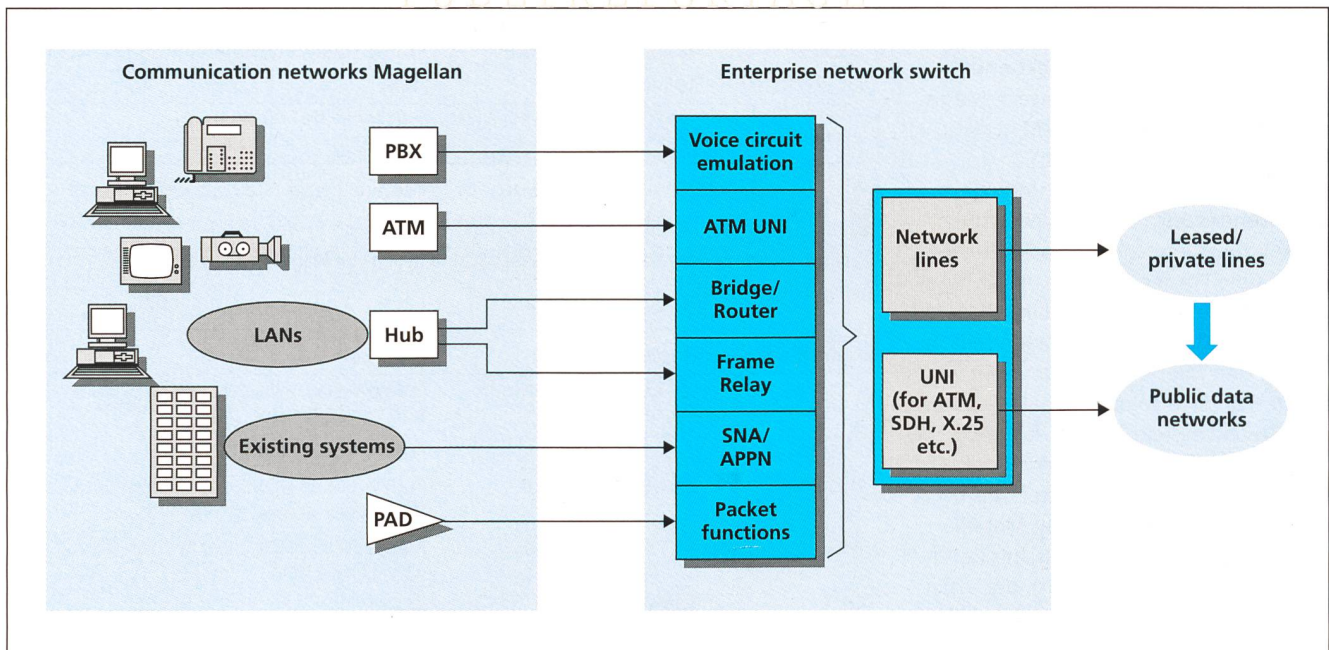 Communication networks Magellan
Enterprise network switch
PBX
ATM
LANs
Hub
Existing systems
PAD
Voice circuit
emulation
ATM UNI
Bridge/
Router
Frame
Relay
SNA/
APPN
Packet
functions
Network
lines
UNI
(for ATM,
SDH, X.25
etc.)
Leased/
private lines
Public data
networks